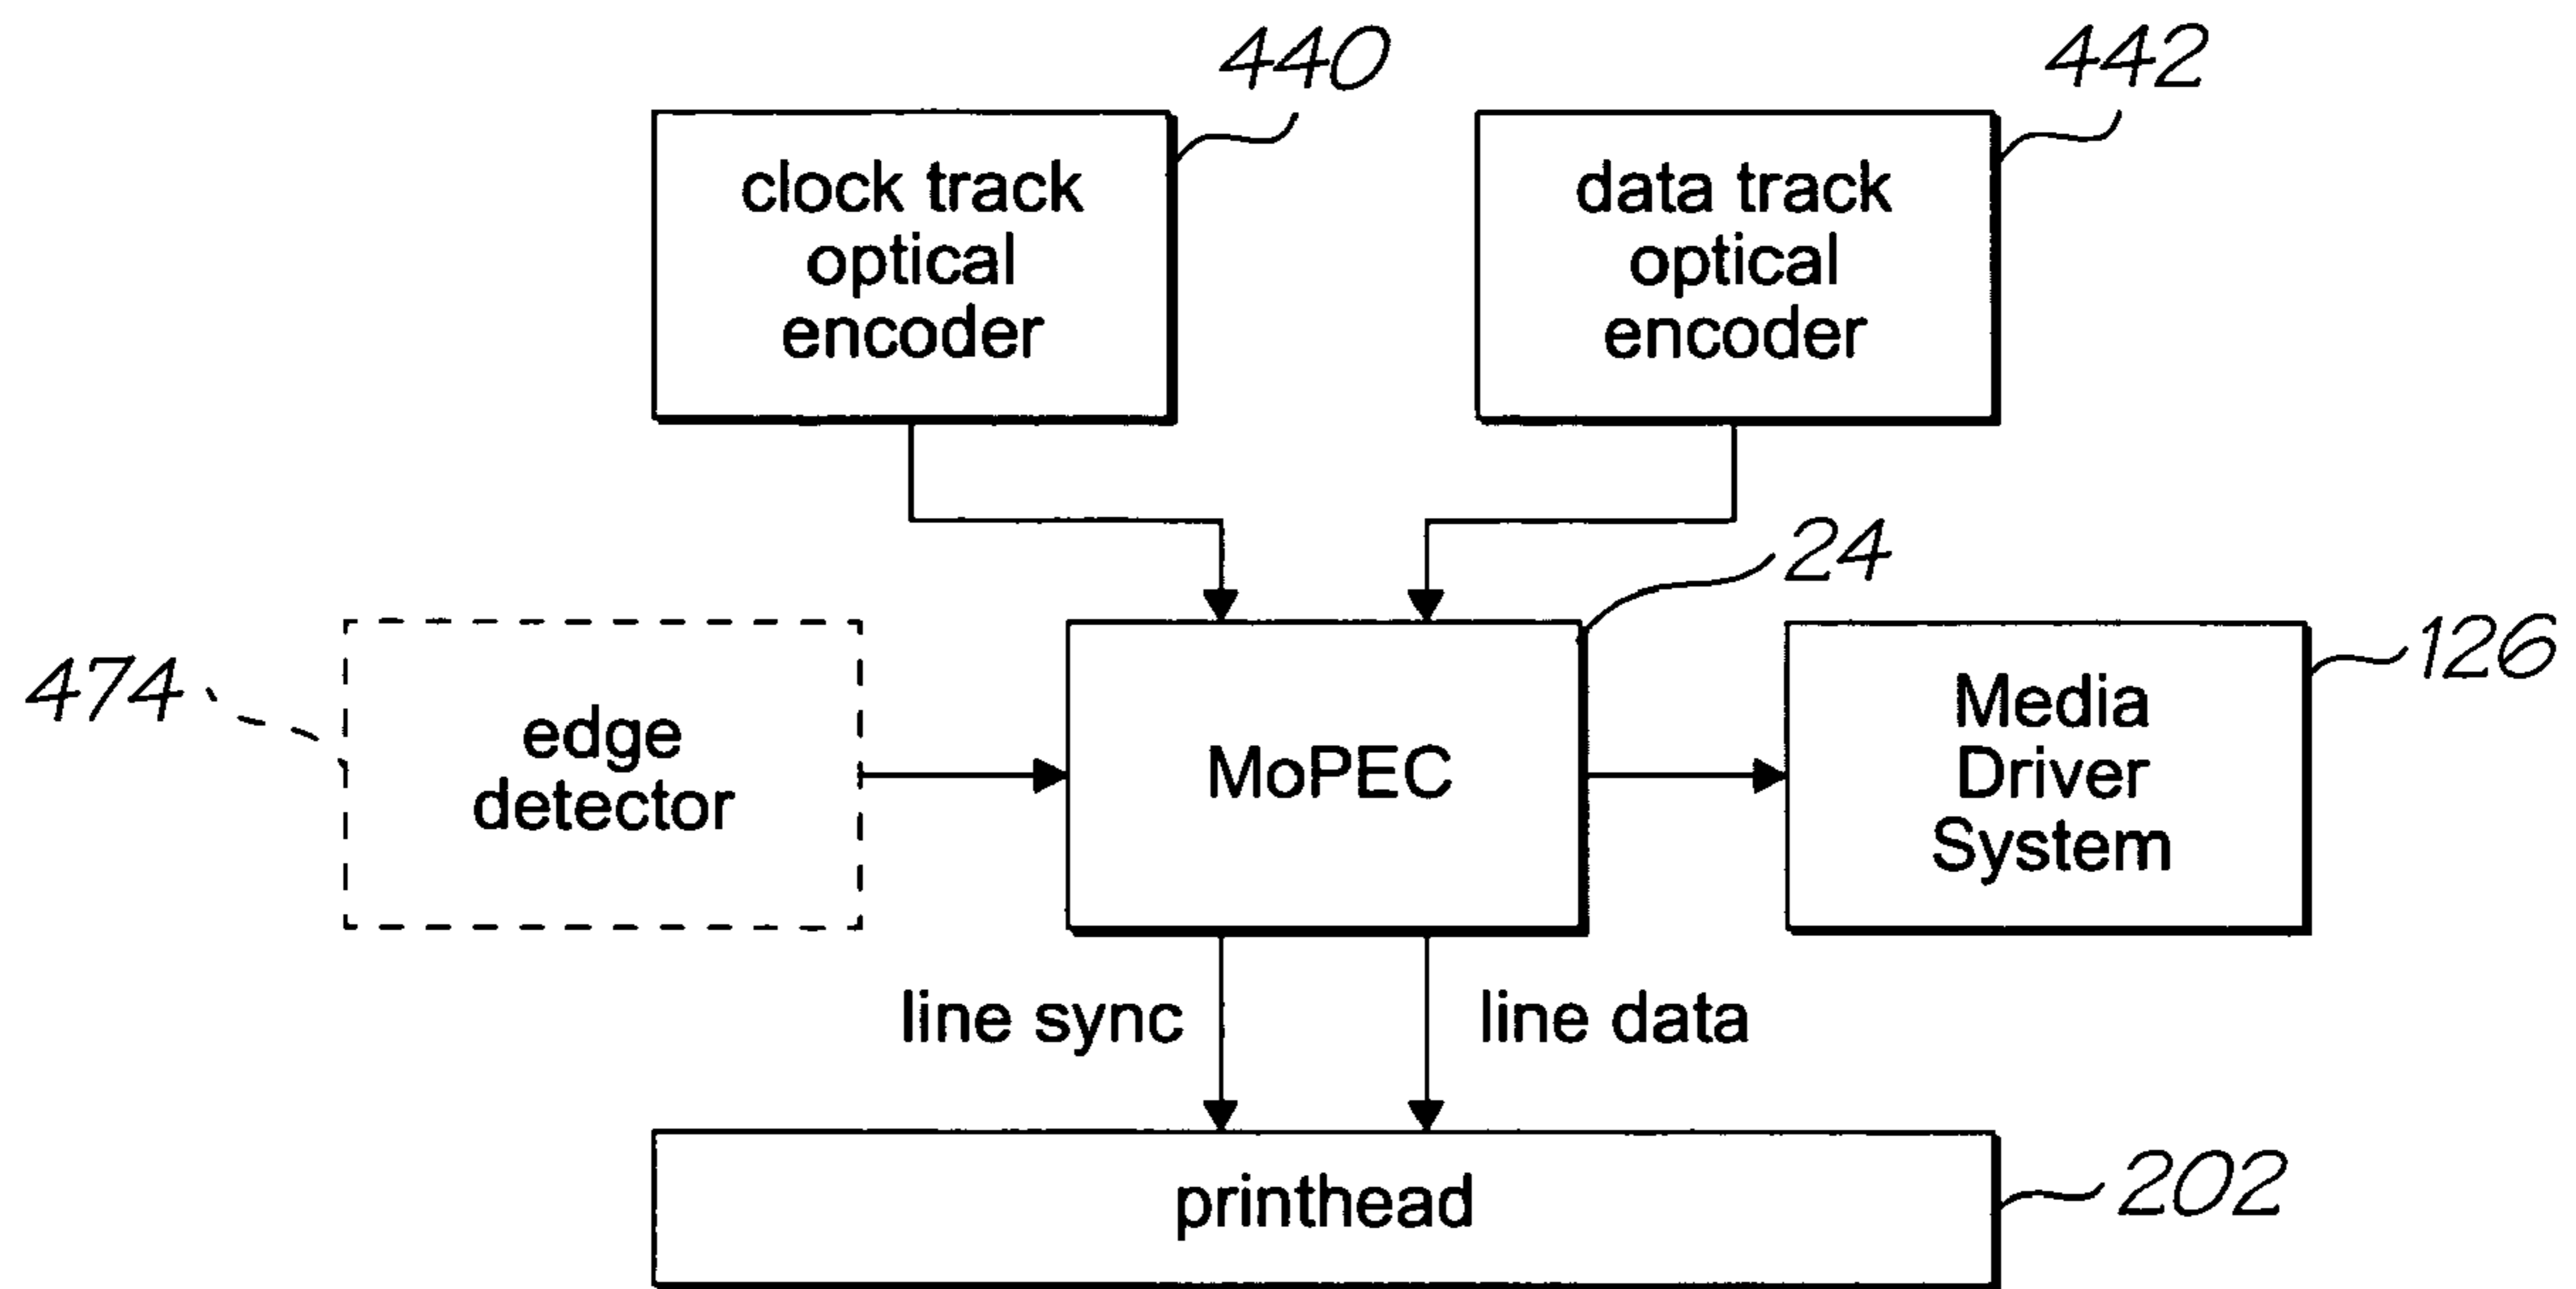 440
442
clock track
optical
encoder
data track
optical
encoder
24
126
474
edge
detector
MoPEC
Media
Driver
System
line sync
line data
printhead
202